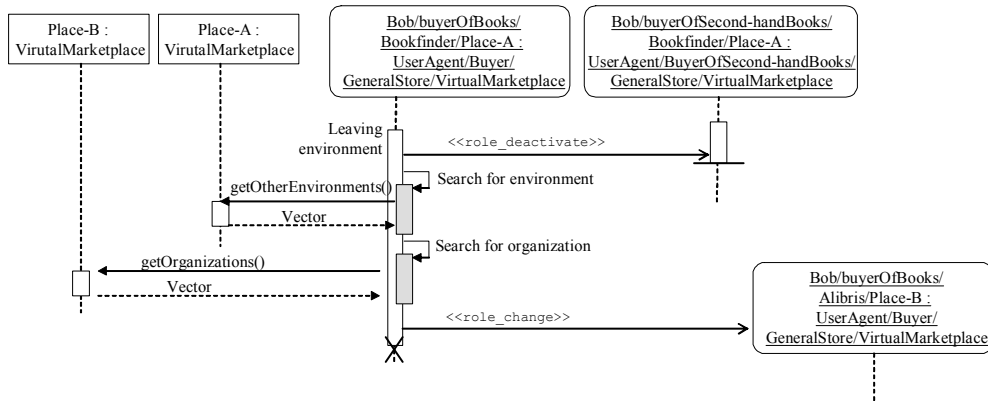 Place-B :
VirutalMarketplace
Place-A :
VirutalMarketplace
Bob/buyerOfBooks/
Bookfinder/Place-A :
UserAgent/Buyer/
GeneralStore/VirtualMarketplace
Bob/buyerOfSecond-handBooks/
Bookfinder/Place-A :
UserAgent/BuyerOfSecond-handBooks/
GeneralStore/VirtualMarketplace
Leaving
environment
<<role_deactivate>>
Search for environment
getOtherEnvironments()
Vector
Search for organization
getOrganizations()
Vector
<<role_change>>
Bob/buyerOfBooks/
Alibris/Place-B :
UserAgent/Buyer/
GeneralStore/VirtualMarketplace